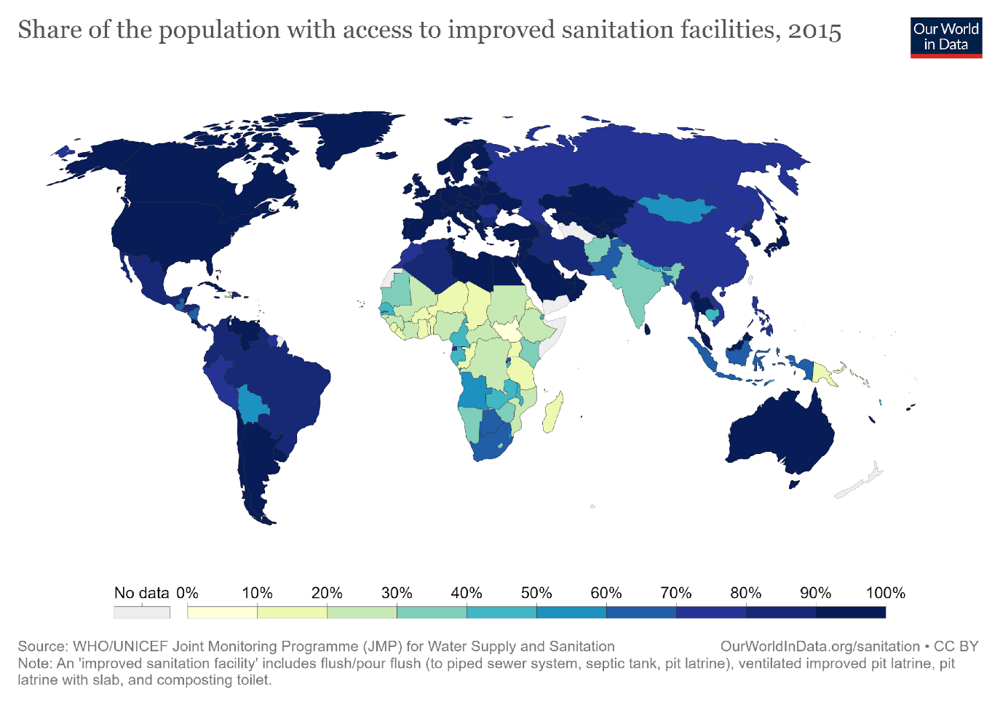 Share of the population with access to improved sanitation facilities, 2015
Our World
in Data
No data 0% 10% 20% 30% 40% 50% 60% 70% 80% 90% 100%
Source: WHO/UNICEF Joint Monitoring Programme (JMP) for Water Supply and Sanitation
OurWorldInData.org/sanitation • CC BY
Note: An 'improved sanitation facility' includes flush/pour flush (to piped sewer system, septic tank, pit latrine), ventilated improved pit latrine, pit
latrine with slab, and composting toilet.